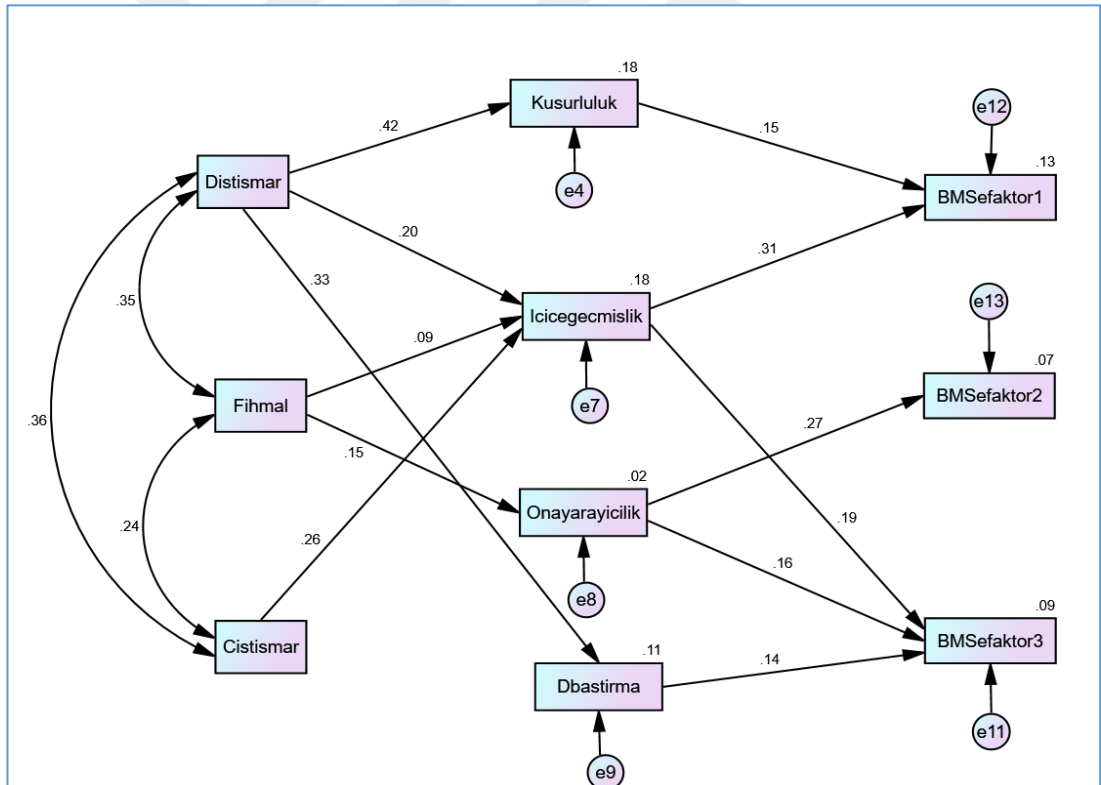 .18
Kusurluluk
e12
.42
.15
.13
Distismar
e4
BMSefaktor1
.20
.31
.33
.18
e13
.35
Icicegecmislik
.09
.07
Fihmal
e7
BMSefaktor2
.36
.27
.15
.02
Onayarayicilik
.19
.24
.26
.16
e8
.09
Cistismar
BMSefaktor3
.11
.14
Dbastirma
e11
e9